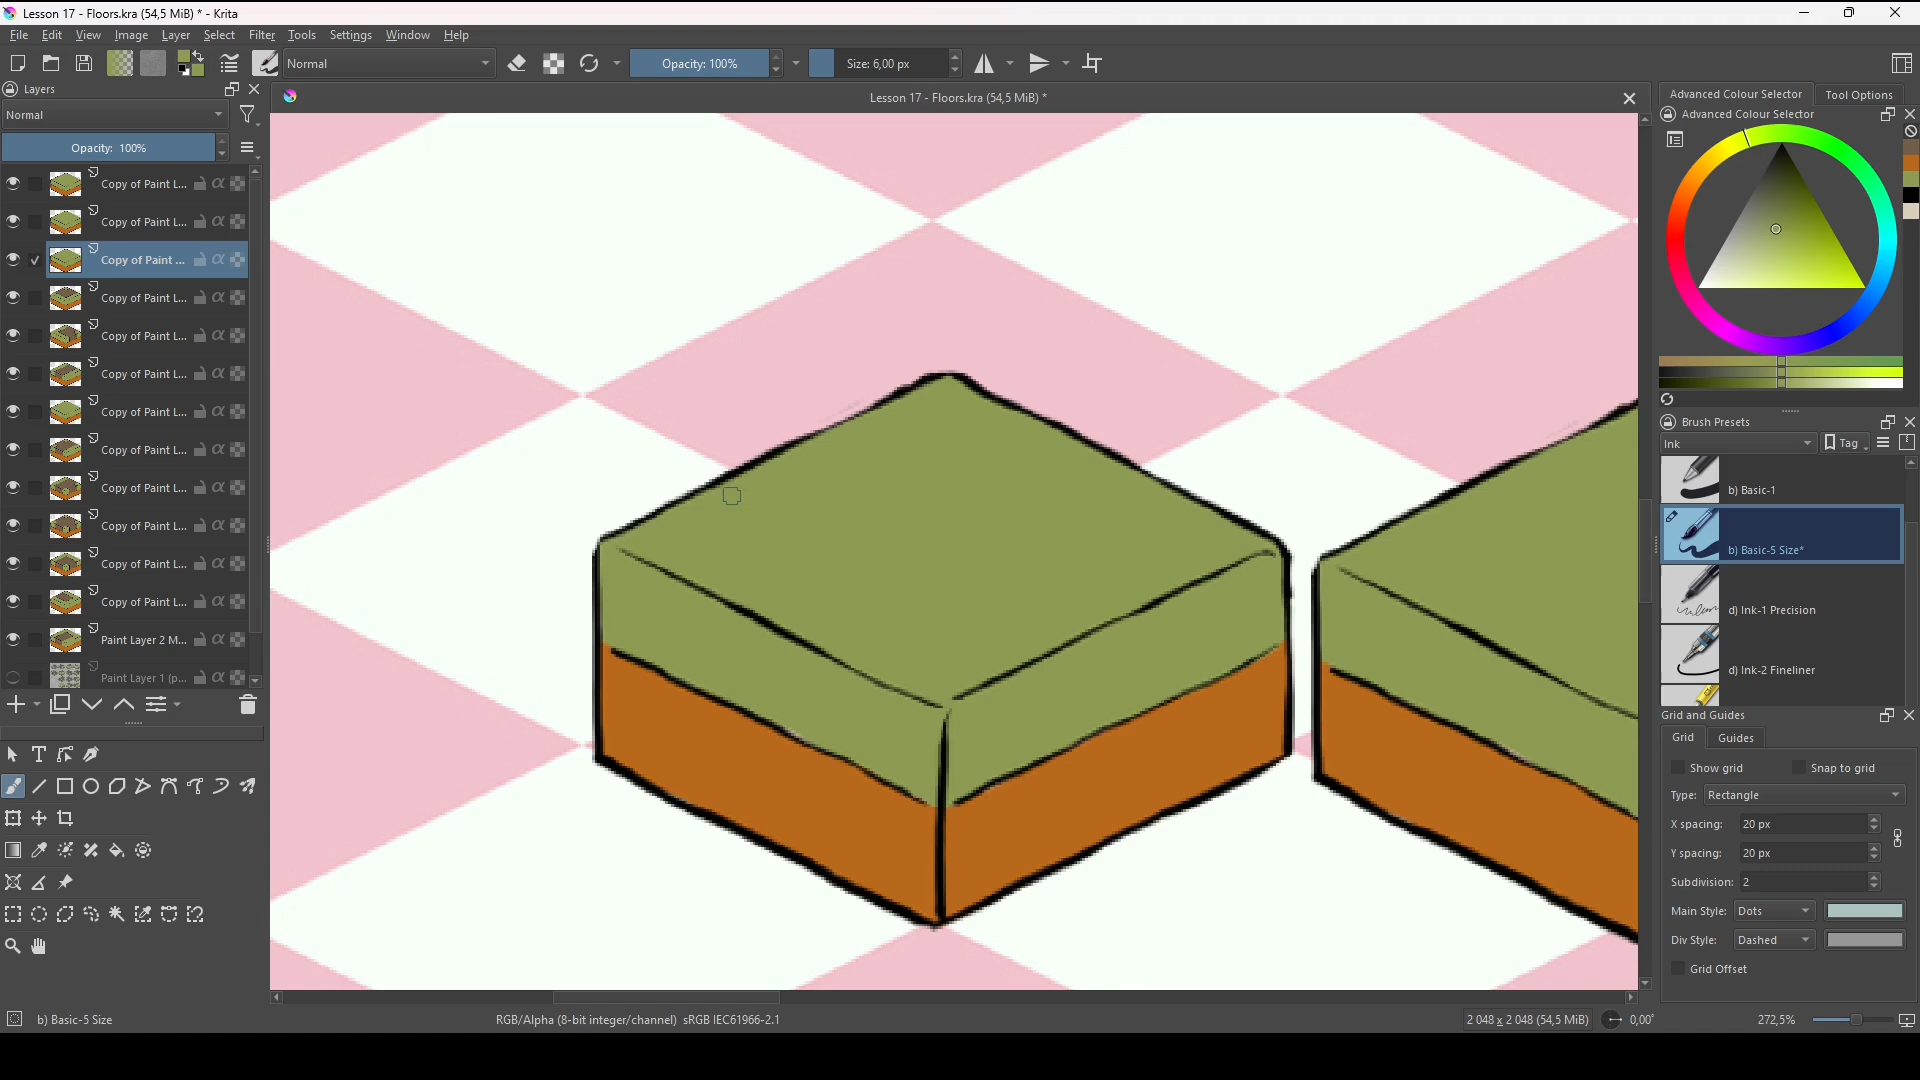 Lesson 17 - Floors.kra (54,5 MiB) * - Krita
File Edit View Image Layer Select Filter Tools Settings Window Help
Normal
Opacity: 100%
Size: 6,00 px
Layers
Lesson 17 - Floors.kra (54,5 MiB) *
Normal
Opacity: 100%
Copy of Paint L...
Copy of Paint L...
Copy of Paint ...
Copy of Paint L...
Copy of Paint L...
Copy of Paint L...
Copy of Paint L...
Copy of Paint L...
Copy of Paint L...
Copy of Paint L...
Copy of Paint L...
Copy of Paint L...
Paint Layer 2 M...
Paint Layer 1 (p...
Advanced Colour Selector
Tool Options
Advanced Colour Selector
Brush Presets
Ink
Tag
b) Basic-1
b) Basic-5 Size*
d) Ink-1 Precision
d) Ink-2 Fineliner
Grid and Guides
Grid
Guides
Show grid
Snap to grid
Type: Rectangle
X spacing: 20 px
Y spacing: 20 px
Subdivision: 2
Main Style: Dots
Div Style: Dashed
Grid Offset
b) Basic-5 Size
RGB/Alpha (8-bit integer/channel) sRGB IEC61966-2.1
2 048 x 2 048 (54,5 MiB)
0,00°
272,5%